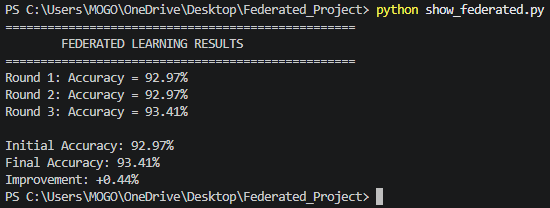 PS C:\Users\MOGO\OneDrive\Desktop\Federated_Project> python show_federated.py
==================================================
FEDERATED LEARNING RESULTS
==================================================
Round 1: Accuracy = 92.97%
Round 2: Accuracy = 92.97%
Round 3: Accuracy = 93.41%
Initial Accuracy: 92.97%
Final Accuracy: 93.41%
Improvement: +0.44%
PS C:\Users\MOGO\OneDrive\Desktop\Federated_Project>